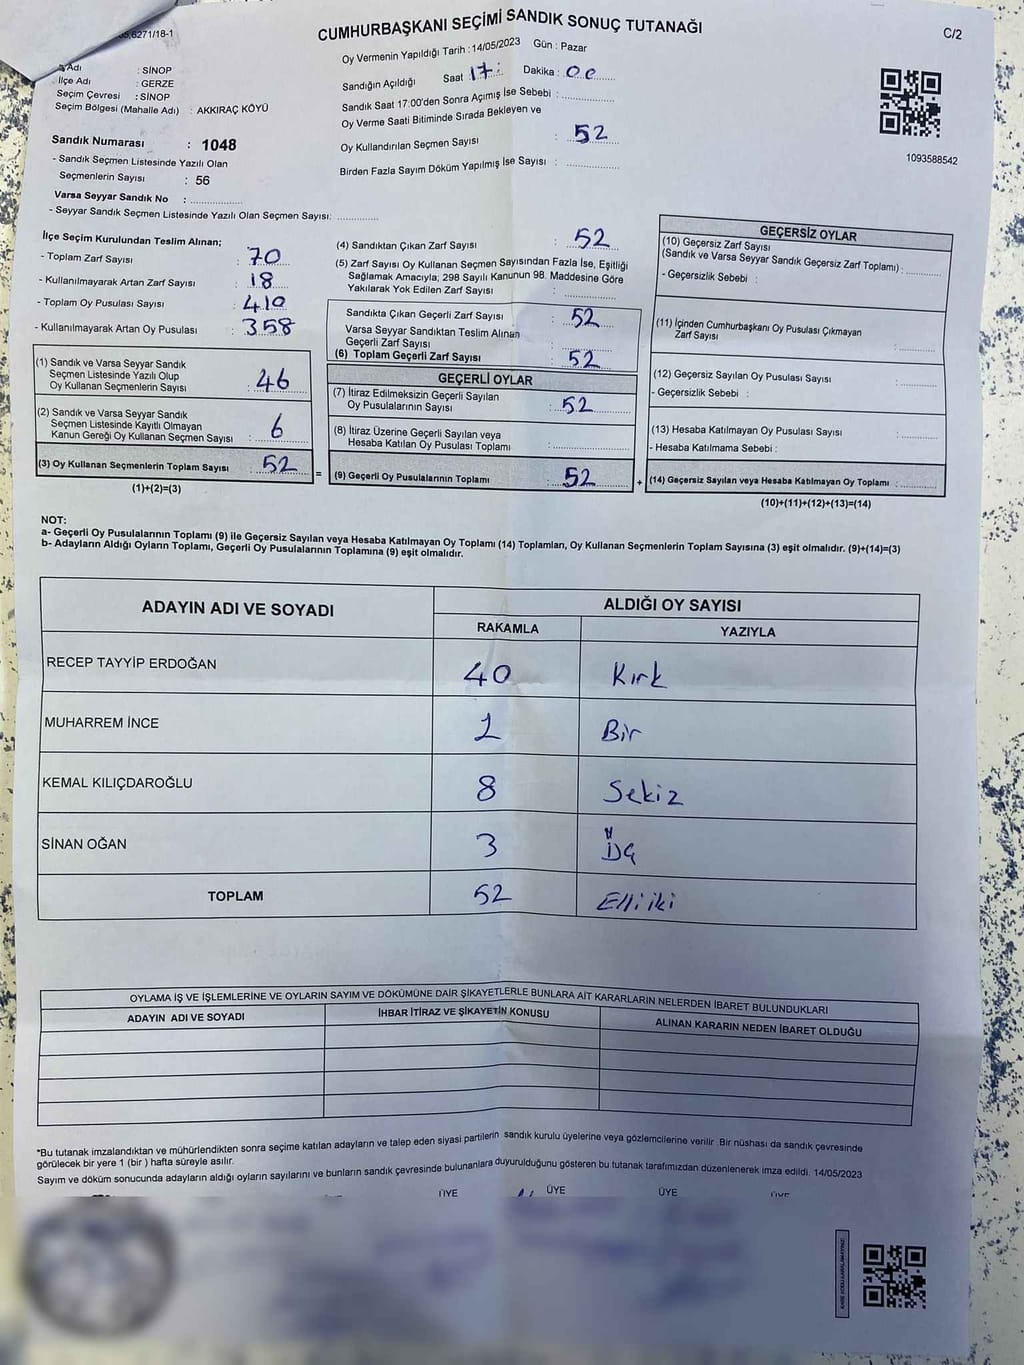 6271/18-1
CUMHURBAŞKANI SEÇİMİ SANDIK SONUÇ TUTANAĞI
C/2
Adı : SİNOP
İlçe Adı : GERZE
Seçim Çevresi : SİNOP
Seçim Bölgesi (Mahalle Adı) : AKKIRAÇ KÖYÜ
Sandık Numarası : 1048
- Sandık Seçmen Listesinde Yazılı Olan
Seçmenlerin Sayısı : 56
Varsa Seyyar Sandık No :
- Seyyar Sandık Seçmen Listesinde Yazılı Olan Seçmen Sayısı:
Oy Vermenin Yapıldığı Tarih : 14/05/2023 Gün : Pazar
Sandığın Açıldığı Saat 17: Dakika : 00
Sandık Saat 17:00'den Sonra Açımış İse Sebebi :
Oy Verme Saati Bitiminde Sırada Bekleyen ve
Oy Kullandırılan Seçmen Sayısı : 52
Birden Fazla Sayım Döküm Yapılmış İse Sayısı :
1093588542
İlçe Seçim Kurulundan Teslim Alınan;
- Toplam Zarf Sayısı : 70
- Kullanılmayarak Artan Zarf Sayısı : 18
- Toplam Oy Pusulası Sayısı : 410
- Kullanılmayarak Artan Oy Pusulası : 358
(1) Sandık ve Varsa Seyyar Sandık
Seçmen Listesinde Yazılı Olup
Oy Kullanan Seçmenlerin Sayısı : 46
(2) Sandık ve Varsa Seyyar Sandık
Seçmen Listesinde Kayıtlı Olmayan
Kanun Gereği Oy Kullanan Seçmen Sayısı : 6
(3) Oy Kullanan Seçmenlerin Toplam Sayısı : 52 =
(1)+(2)=(3)
(4) Sandıktan Çıkan Zarf Sayısı : 52
(5) Zarf Sayısı Oy Kullanan Seçmen Sayısından Fazla İse, Eşitliği
Sağlamak Amacıyla, 298 Sayılı Kanunun 98. Maddesine Göre
Yakılarak Yok Edilen Zarf Sayısı :
Sandıkta Çıkan Geçerli Zarf Sayısı : 52
Varsa Seyyar Sandıktan Teslim Alınan
Geçerli Zarf Sayısı :
(6) Toplam Geçerli Zarf Sayısı : 52
GEÇERLİ OYLAR
(7) İtiraz Edilmeksizin Geçerli Sayılan
Oy Pusulalarının Sayısı : 52
(8) İtiraz Üzerine Geçerli Sayılan veya
Hesaba Katılan Oy Pusulası Toplamı :
(9) Geçerli Oy Pusulalarının Toplamı : 52 +
GEÇERSİZ OYLAR
(10) Geçersiz Zarf Sayısı
(Sandık ve Varsa Seyyar Sandık Geçersiz Zarf Toplamı) :
- Geçersizlik Sebebi :
(11) İçinden Cumhurbaşkanı Oy Pusulası Çıkmayan
Zarf Sayısı :
(12) Geçersiz Sayılan Oy Pusulası Sayısı :
- Geçersizlik Sebebi :
(13) Hesaba Katılmayan Oy Pusulası Sayısı :
- Hesaba Katılmama Sebebi :
(14) Geçersiz Sayılan veya Hesaba Katılmayan Oy Toplamı :
(10)+(11)+(12)+(13)=(14)
NOT:
a- Geçerli Oy Pusulalarının Toplamı (9) ile Geçersiz Sayılan veya Hesaba Katılmayan Oy Toplamı (14) Toplamları, Oy Kullanan Seçmenlerin Toplam Sayısına (3) eşit olmalıdır. (9)+(14)=(3)
b- Adayların Aldığı Oyların Toplamı, Geçerli Oy Pusulalarının Toplamına (9) eşit olmalıdır.
ADAYIN ADI VE SOYADI ALDIĞI OY SAYISI
RAKAMLA YAZIYLA
RECEP TAYYİP ERDOĞAN 40 Kırk
MUHARREM İNCE 1 Bir
KEMAL KILIÇDAROĞLU 8 Sekiz
SİNAN OĞAN 3 Üç
TOPLAM 52 Elli iki
OYLAMA İŞ VE İŞLEMLERİNE VE OYLARIN SAYIM VE DÖKÜMÜNE DAİR ŞİKAYETLERLE BUNLARA AİT KARARLARIN NELERDEN İBARET BULUNDUKLARI
ADAYIN ADI VE SOYADI İHBAR İTİRAZ VE ŞİKAYETİN KONUSU ALINAN KARARIN NEDEN İBARET OLDUĞU
*Bu tutanak imzalandıktan ve mühürlendikten sonra seçime katılan adayların ve talep eden siyasi partilerin sandık kurulu üyelerine veya gözlemcilerine verilir. Bir nüshası da sandık çevresinde
görülecek bir yere 1 (bir) hafta süreyle asılır.
Sayım ve döküm sonucunda adayların aldığı oyların sayılarını ve bunların sandık çevresinde bulunanlara duyurulduğunu gösteren bu tutanak tarafımızdan düzenlenerek imza edildi. 14/05/2023
ÜYE ÜYE ÜYE ÜYE